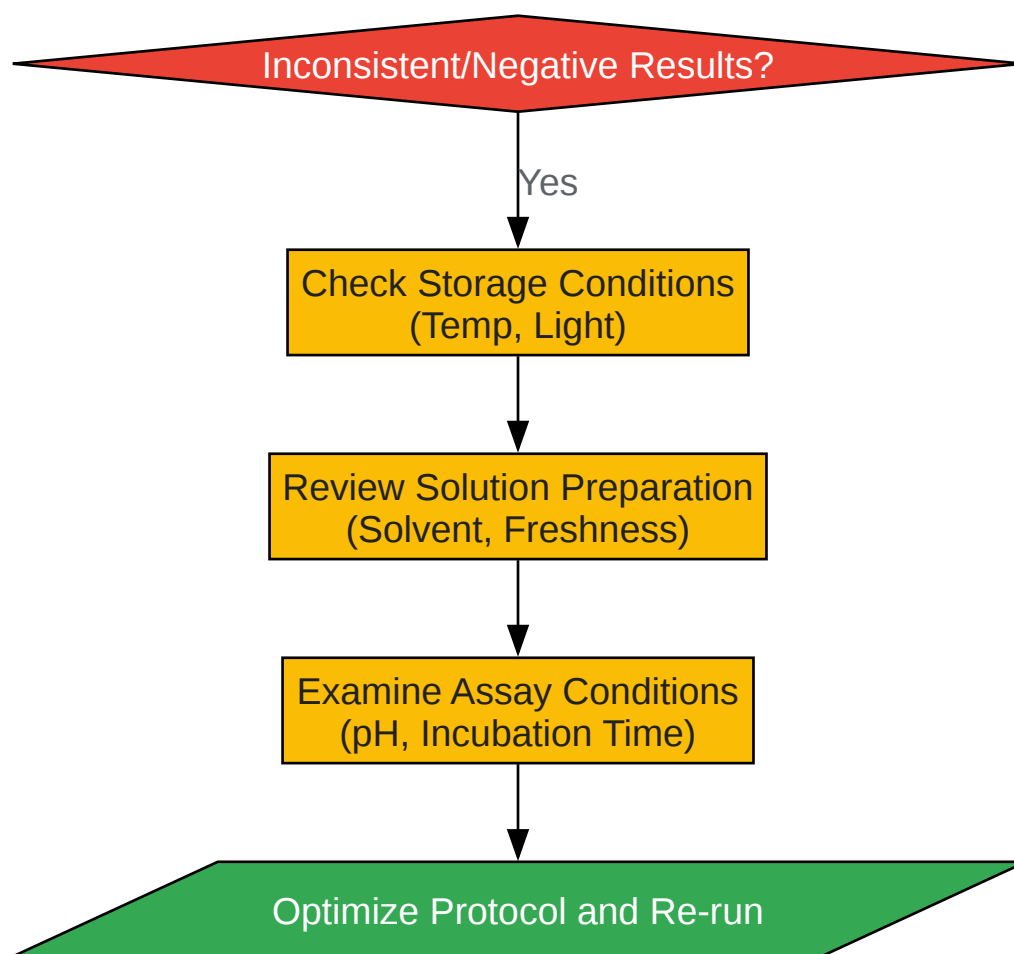 Inconsistent/Negative Results?
Yes
Check Storage Conditions
(Temp, Light)
Review Solution Preparation
(Solvent, Freshness)
Examine Assay Conditions
(pH, Incubation Time)
Optimize Protocol and Re-run